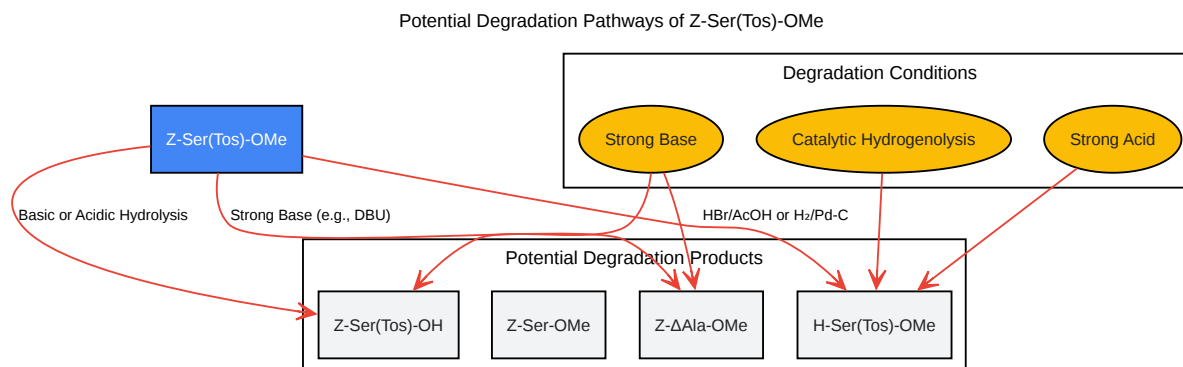 Potential Degradation Pathways of Z-Ser(Tos)-OMe
Degradation Conditions
Z-Ser(Tos)-OMe
Strong Base
Catalytic Hydrogenolysis
Strong Acid
Basic or Acidic Hydrolysis
Strong Base (e.g., DBU)
HBr/AcOH or H₂/Pd-C
Potential Degradation Products
Z-Ser(Tos)-OH
Z-Ser-OMe
Z-ΔAla-OMe
H-Ser(Tos)-OMe